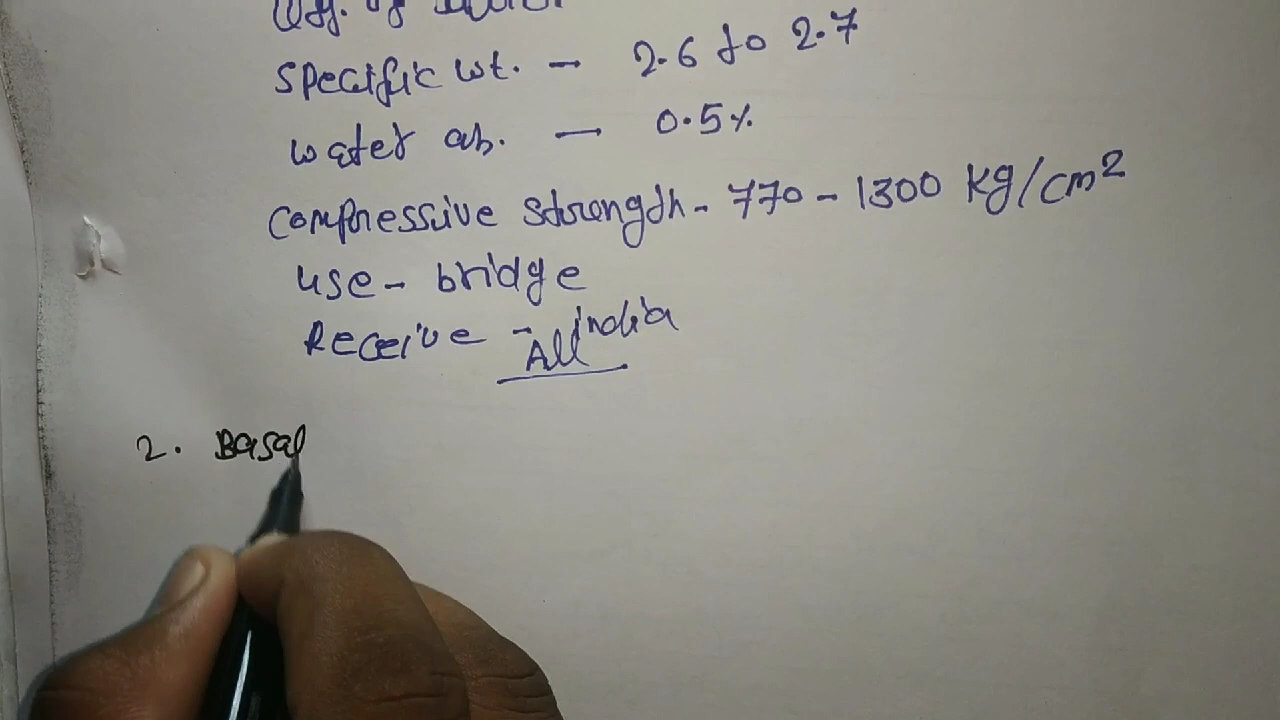 specific wt. - 2.6 to 2.7
water ab. - 0.5%
compressive strength - 770 - 1300 kg/cm²
use - bridge
Receive - All india
2. Basal